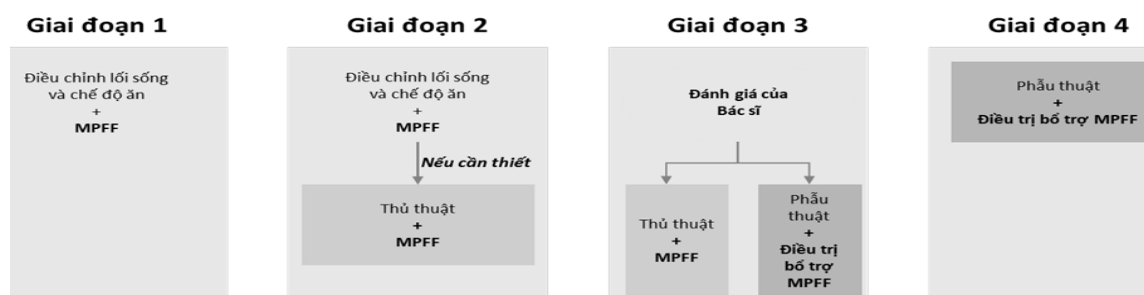 Giai đoạn 1
Điều chỉnh lối sống
và chế độ ăn
+
MPFF
Giai đoạn 2
Điều chỉnh lối sống
và chế độ ăn
+
MPFF
Nếu cần thiết
Thủ thuật
+
MPFF
Giai đoạn 3
Đánh giá của
Bác sĩ
Thủ thuật
+
MPFF
Phẫu
thuật
+
Điều trị
bổ trợ
MPFF
Giai đoạn 4
Phẫu thuật
+
Điều trị bổ trợ MPFF